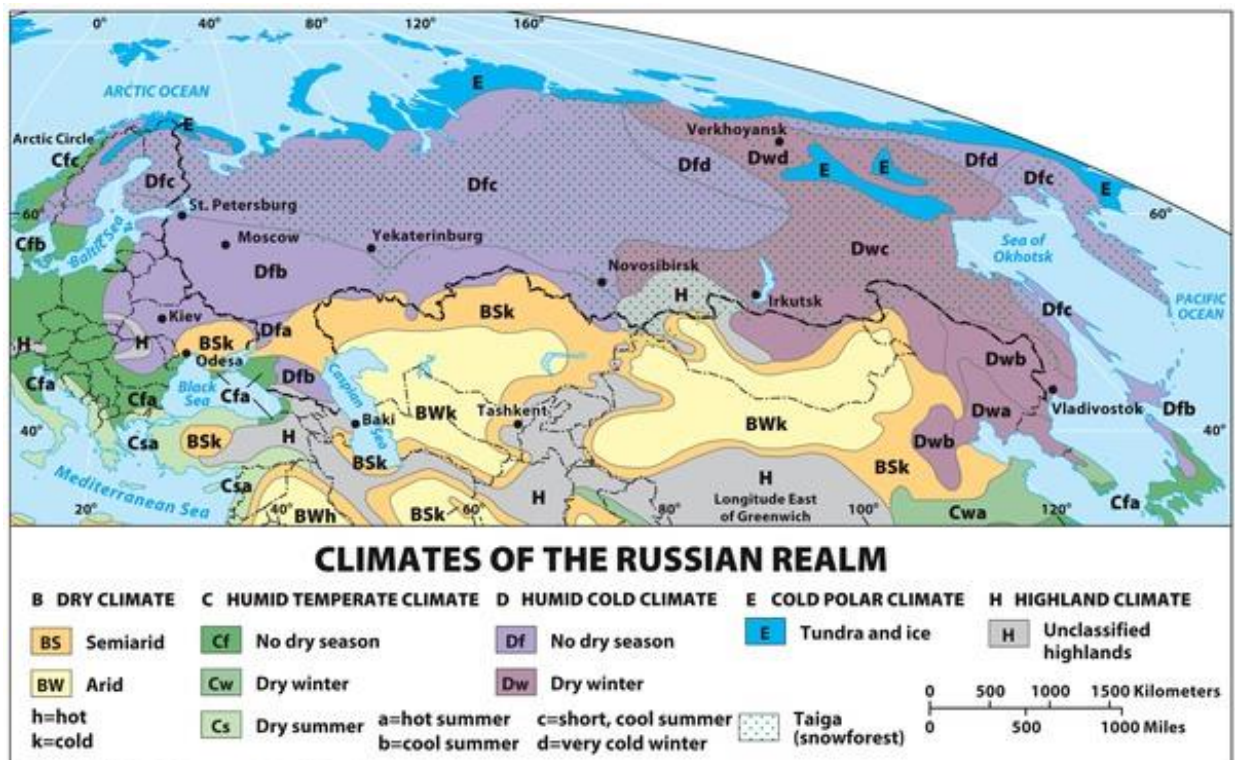 0° 40° 80° 120° 160°
ARCTIC OCEAN
E
E
Arctic Circle
Cfc
Verkhoyansk
Dwd
Dfd
Dfd
E
E
Dfc
E
Dfc
Dfc
60°
St. Petersburg
60°
Cfb
Baltic Sea
Moscow
Yekaterinburg
Dwc
Sea of
Okhotsk
Dfb
Novosibirsk
H
Irkutsk
PACIFIC
OCEAN
Kiev
BSk
Dfc
H
H
BSk
Dfa
Odesa
Dwb
Cfa
Black
Sea
Cfa
Dfb
Caspian
Sea
Cfa
BWk
Tashkent
Dwa
Vladivostok
Dfb
40°
Csa
BSk
H
Baki
BWk
Dwb
40°
BSk
BSk
Mediterranean Sea
Csa
H
H
Longitude East
of Greenwich
20°
40°
BWh
BSk
60°
80°
100°
Cwa
120°
Cfa
CLIMATES OF THE RUSSIAN REALM
B DRY CLIMATE
BS Semiarid
BW Arid
h=hot
k=cold
C HUMID TEMPERATE CLIMATE
Cf No dry season
Cw Dry winter
Cs Dry summer
a=hot summer
b=cool summer
D HUMID COLD CLIMATE
Df No dry season
Dw Dry winter
c=short, cool summer
d=very cold winter
E COLD POLAR CLIMATE
E Tundra and ice
Taiga
(snowforest)
H HIGHLAND CLIMATE
H Unclassified
highlands
0 500 1000 1500 Kilometers
0 500 1000 Miles